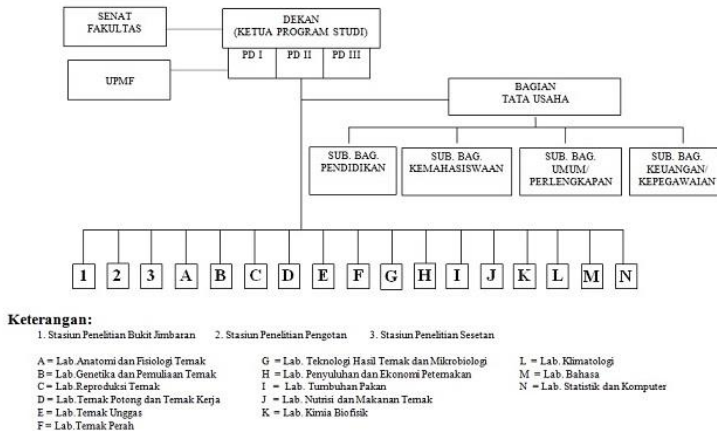 SENAT
FAKULTAS
DEKAN
(KETUA PROGRAM STUDI)
PD I
PD II
PD III
UPMF
BAGIAN
TATA USAHA
SUB. BAG.
PENDIDIKAN
SUB. BAG.
KEMAHASISWAAN
SUB. BAG.
UMUM/
PERLENGKAPAN
SUB. BAG.
KEUANGAN/
KEPEGAWAIAN
1 2 3 A B C D E F G H I J K L M N
Keterangan:
1. Stasiun Penelitian Bukit Jimbaran 2. Stasiun Penelitian Pengotan 3. Stasiun Penelitian Sesetan
A = Lab.Anatomi dan Fisiologi Ternak
B = Lab.Genetika dan Pemuliaan Ternak
C = Lab.Reproduksi Ternak
D = Lab.Ternak Potong dan Ternak Kerja
E = Lab.Ternak Unggas
F = Lab.Ternak Perah
G = Lab. Teknologi Hasil Ternak dan Mikrobiologi
H = Lab. Penyuluhan dan Ekonomi Peternakan
I = Lab. Tumbuhan Pakan
J = Lab. Nutrisi dan Makanan Ternak
K = Lab. Kimia Biofisik
L = Lab. Klimatologi
M = Lab. Bahasa
N = Lab. Statistik dan Komputer